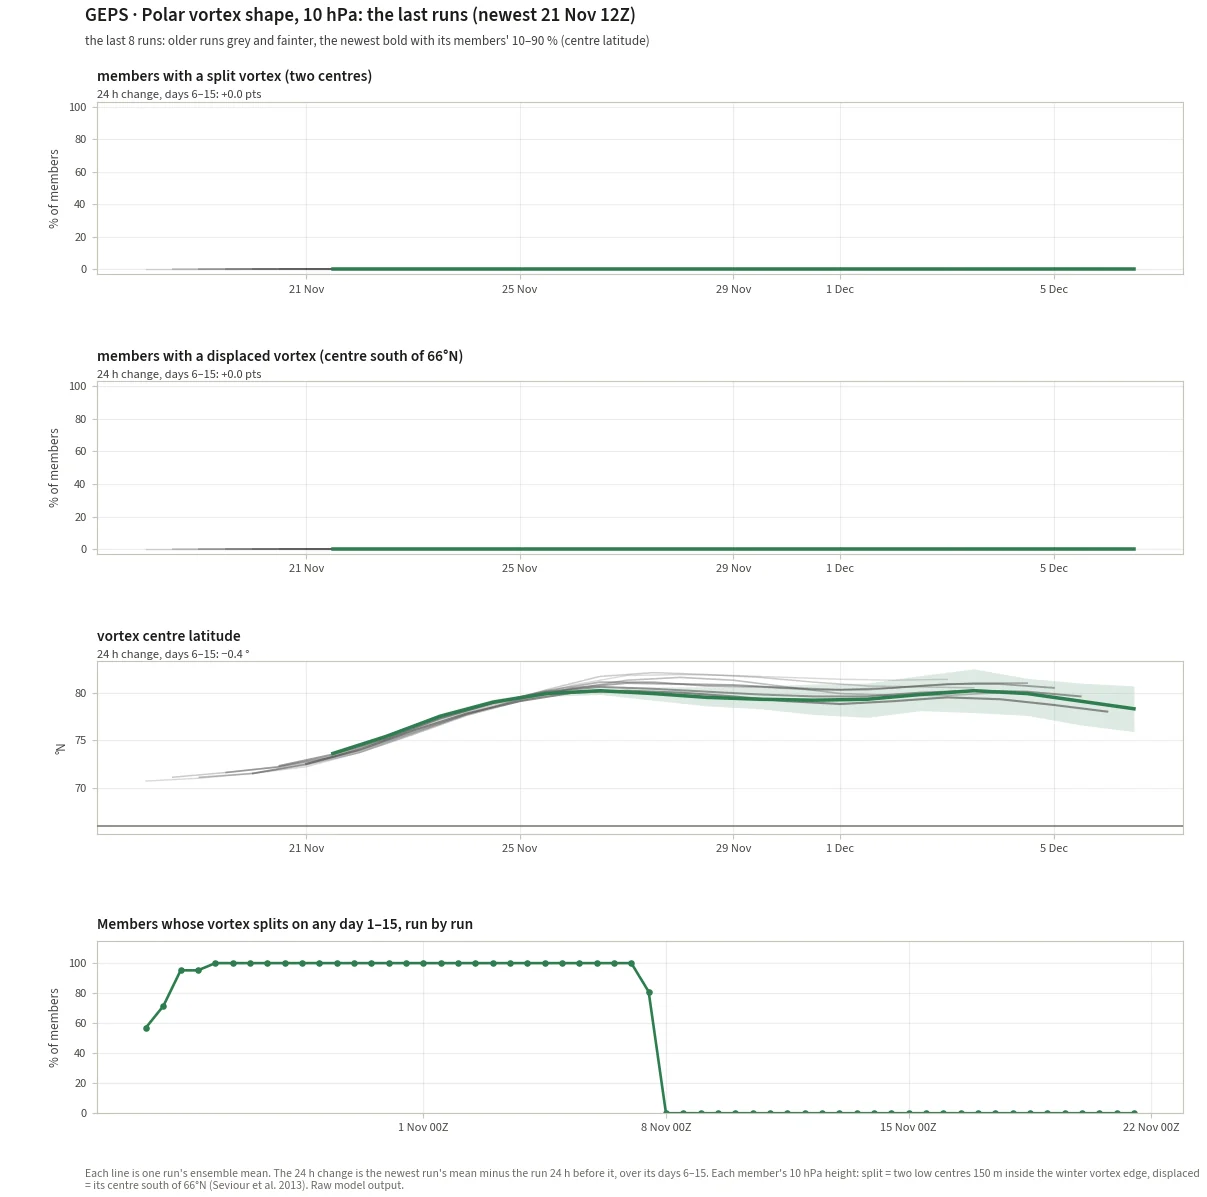 GEPS · Polar vortex shape, 10 hPa: the last runs (newest 21 Nov 12Z)
the last 8 runs: older runs grey and fainter, the newest bold with its members' 10–90 % (centre latitude)
members with a split vortex (two centres)
24 h change, days 6–15: +0.0 pts
100
80
60
40
20
0
% of members
21 Nov
25 Nov
29 Nov
1 Dec
5 Dec
members with a displaced vortex (centre south of 66°N)
24 h change, days 6–15: +0.0 pts
100
80
60
40
20
0
% of members
21 Nov
25 Nov
29 Nov
1 Dec
5 Dec
vortex centre latitude
24 h change, days 6–15: −0.4 °
80
75
70
°N
21 Nov
25 Nov
29 Nov
1 Dec
5 Dec
Members whose vortex splits on any day 1–15, run by run
100
80
60
40
20
0
% of members
1 Nov 00Z
8 Nov 00Z
15 Nov 00Z
22 Nov 00Z
Each line is one run's ensemble mean. The 24 h change is the newest run's mean minus the run 24 h before it, over its days 6–15. Each member's 10 hPa height: split = two low centres 150 m inside the winter vortex edge, displaced
= its centre south of 66°N (Seviour et al. 2013). Raw model output.